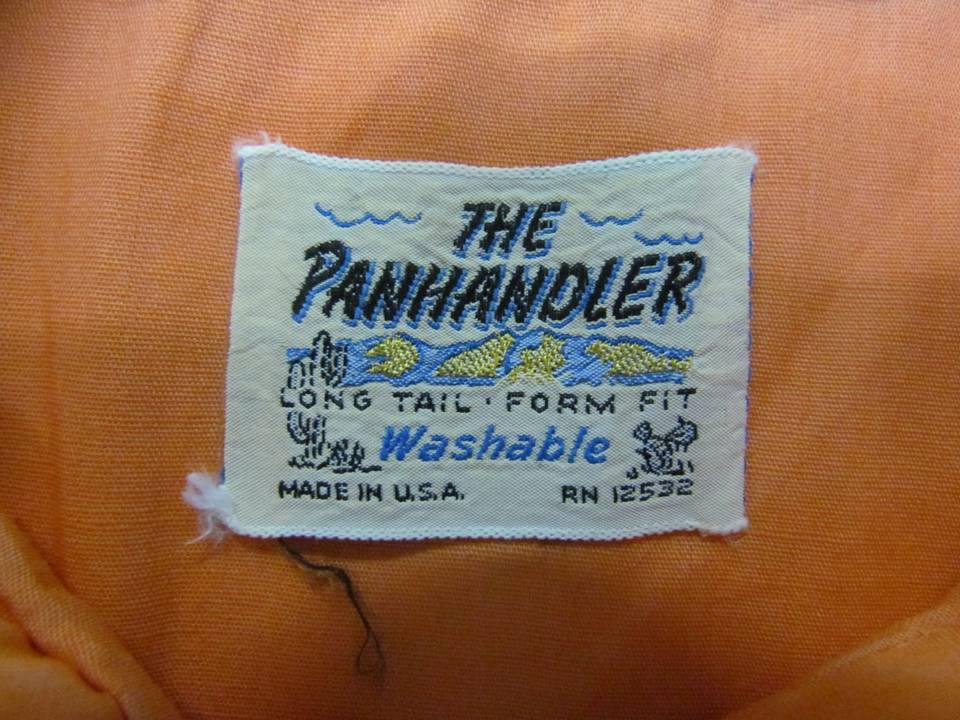 THE
PANHANDLER
LONG TAIL · FORM FIT
Washable
MADE IN U.S.A. RN 12532